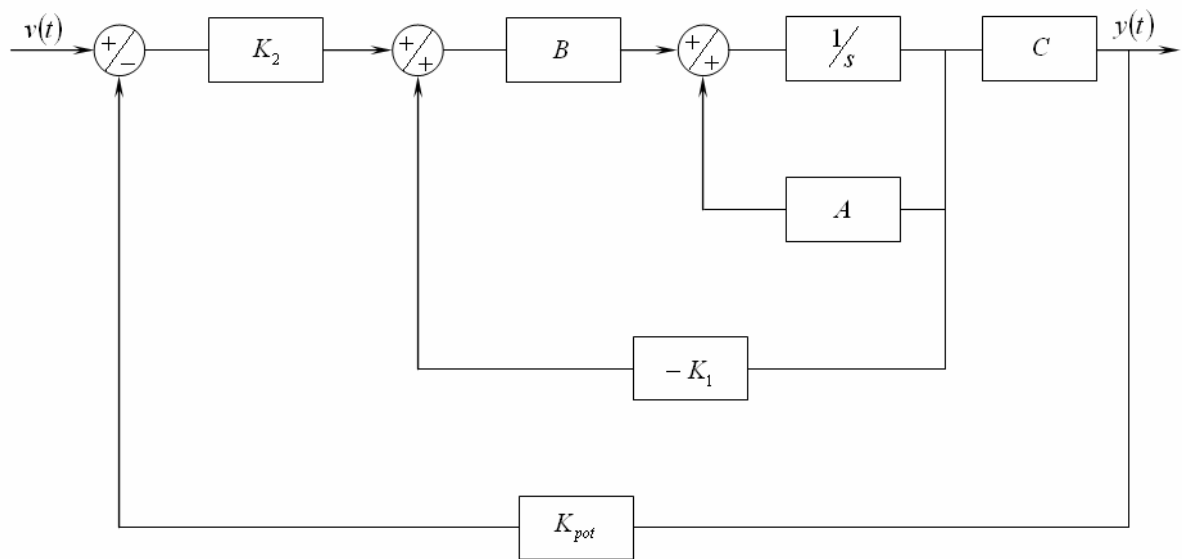 v(t) + − K₂ + + B + + 1/s C y(t)
A
− K₁
Kpot